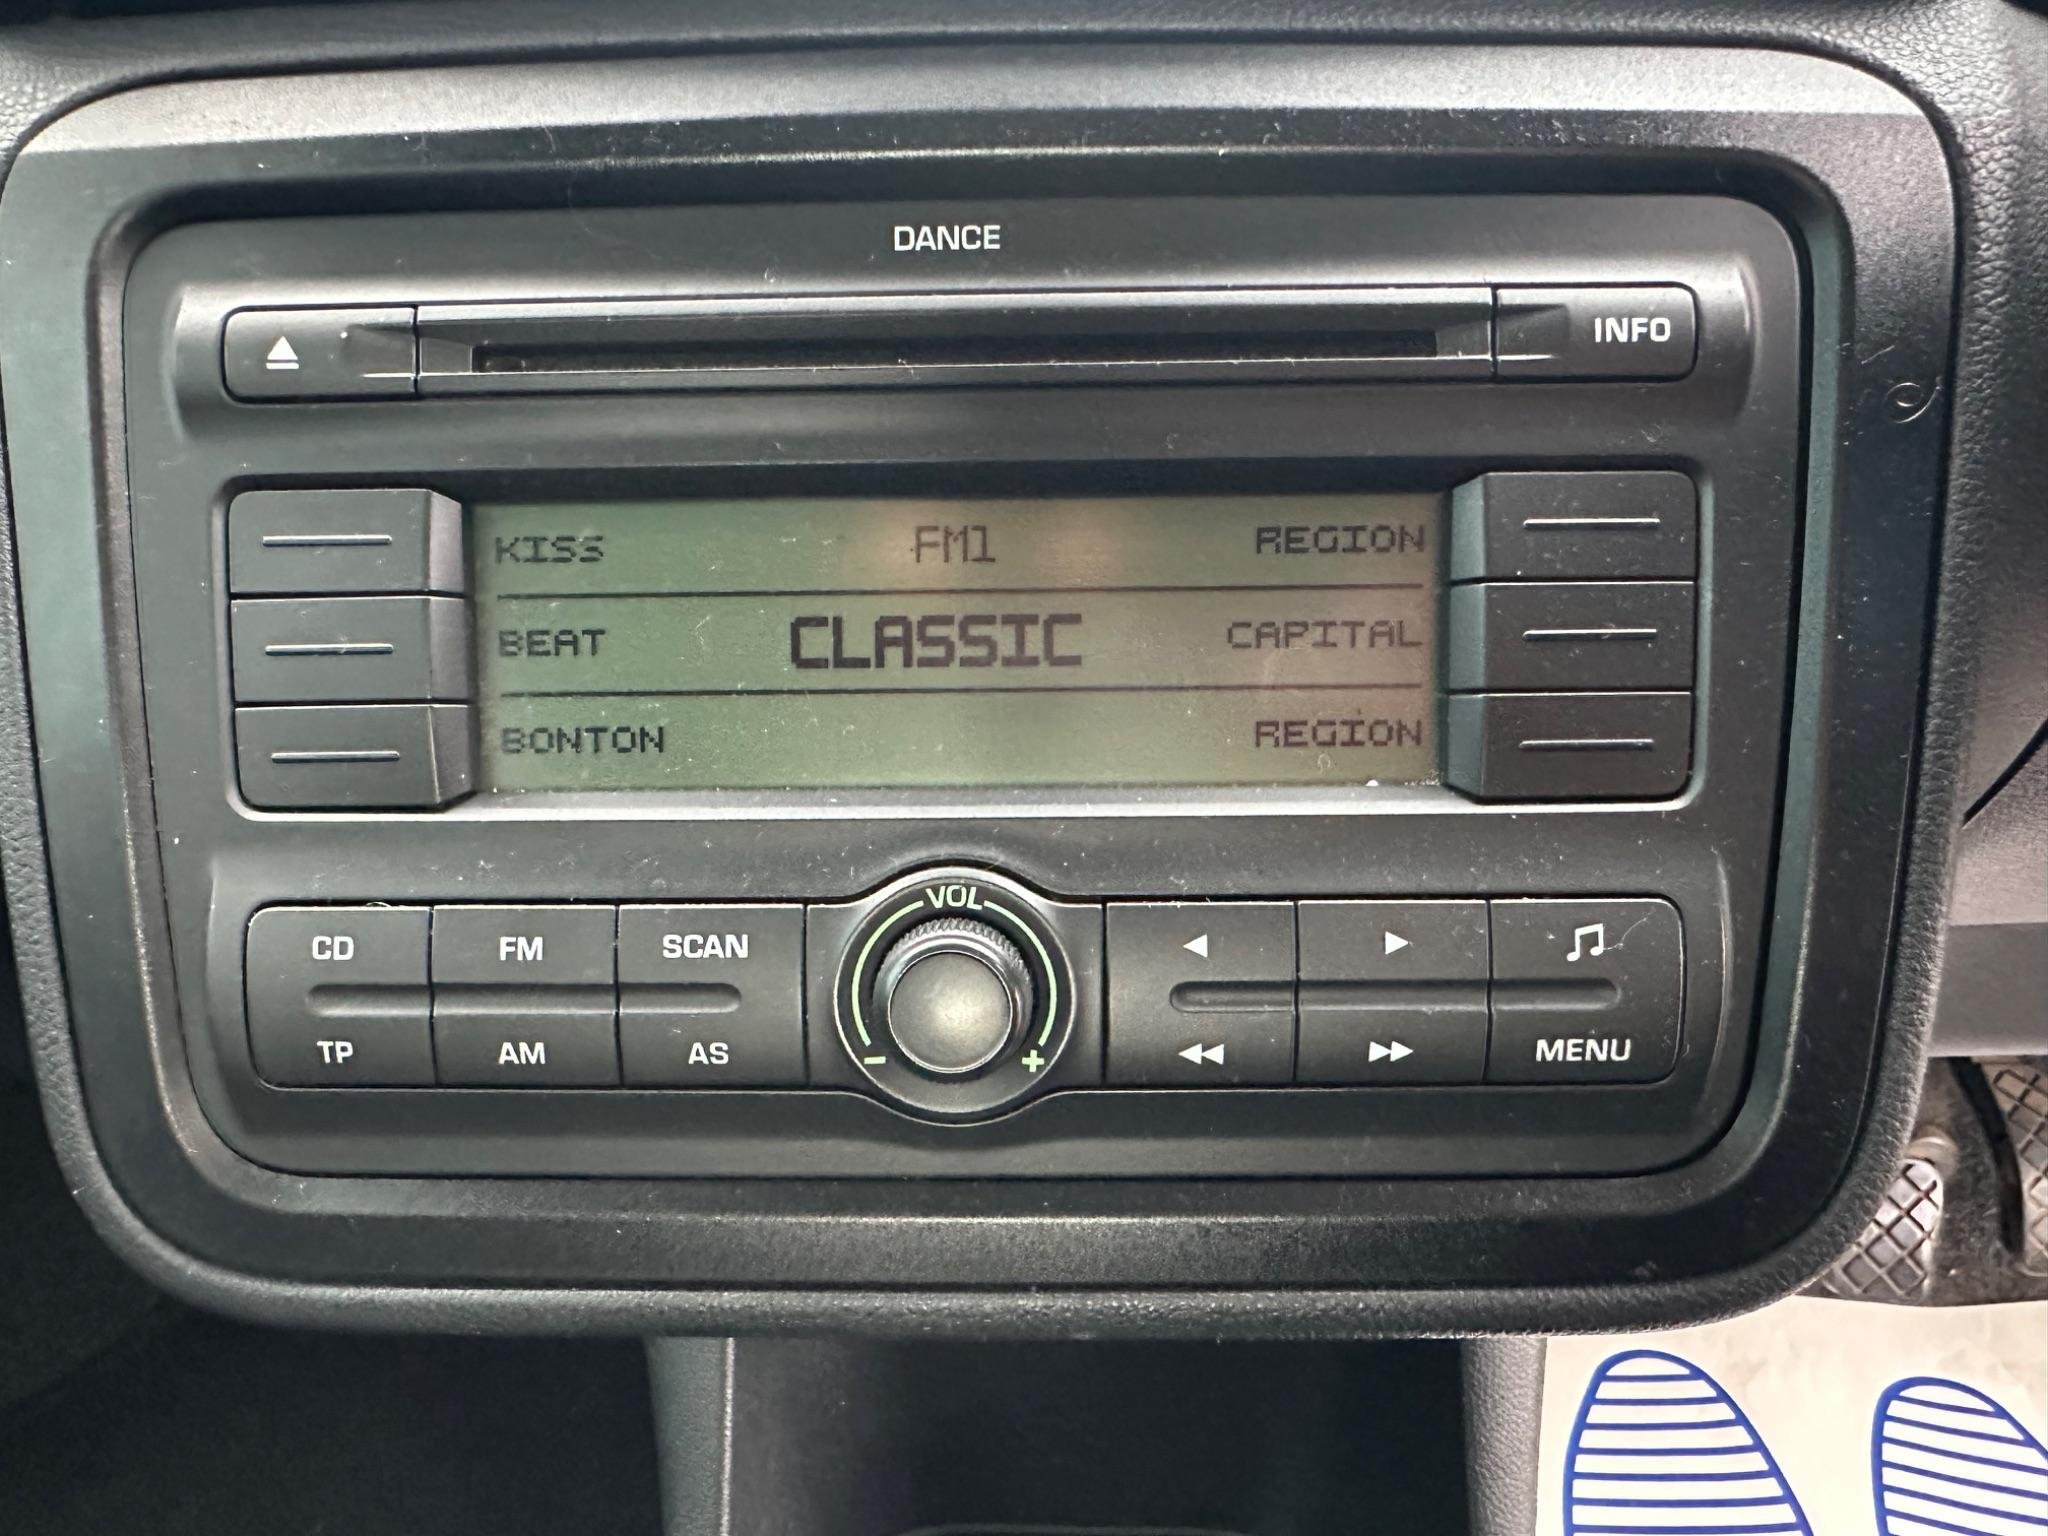 DANCE
INFO
KISS FM1 REGION
BEAT CLASSIC CAPITAL
BONTON REGION
VOL
CD FM SCAN
TP AM AS - + MENU